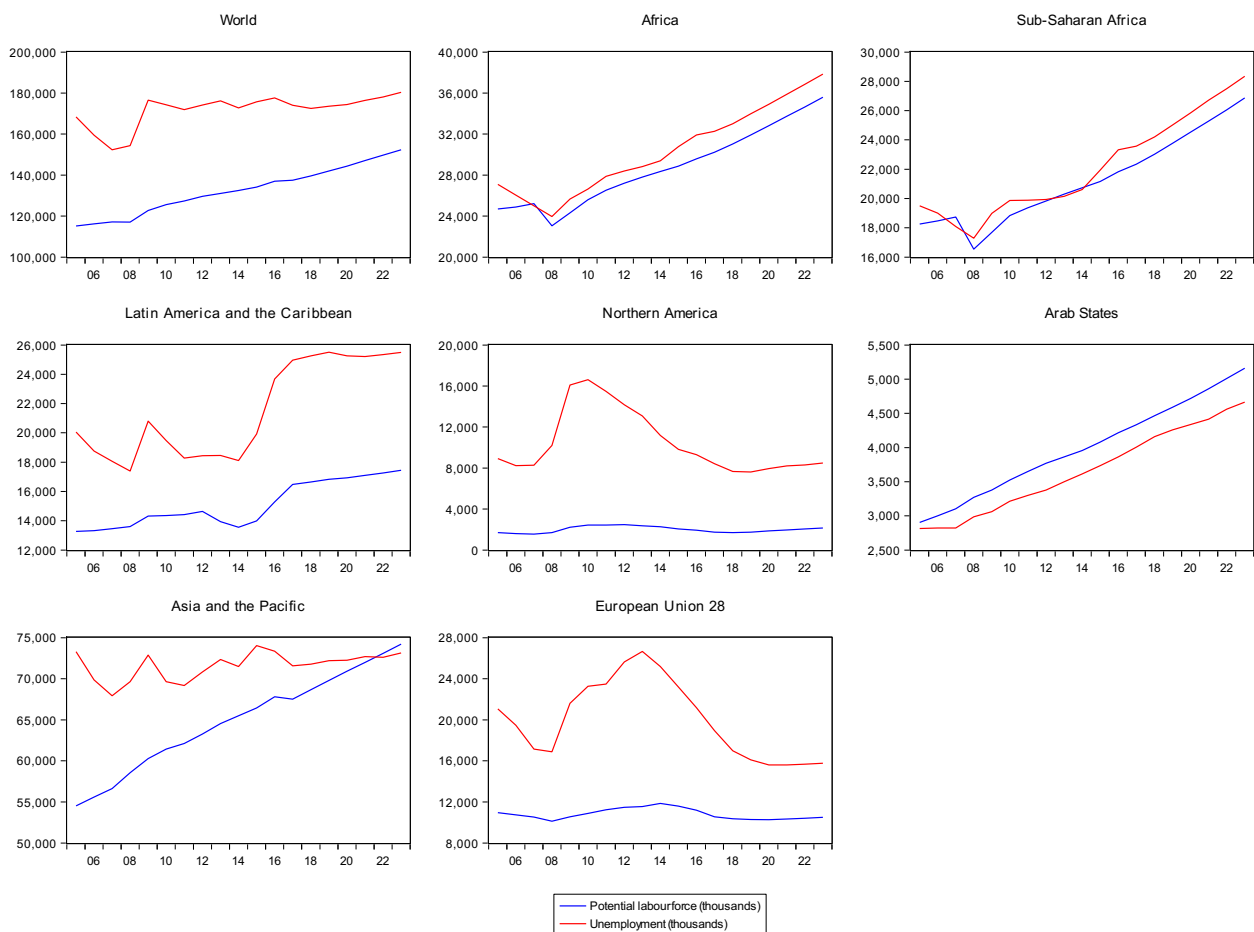 World
200,000
180,000
160,000
140,000
120,000
100,000
06 08 10 12 14 16 18 20 22
Africa
40,000
36,000
32,000
28,000
24,000
20,000
06 08 10 12 14 16 18 20 22
Sub-Saharan Africa
30,000
28,000
26,000
24,000
22,000
20,000
18,000
16,000
06 08 10 12 14 16 18 20 22
Latin America and the Caribbean
26,000
24,000
22,000
20,000
18,000
16,000
14,000
12,000
06 08 10 12 14 16 18 20 22
Northern America
20,000
16,000
12,000
8,000
4,000
0
06 08 10 12 14 16 18 20 22
Arab States
5,500
5,000
4,500
4,000
3,500
3,000
2,500
06 08 10 12 14 16 18 20 22
Asia and the Pacific
75,000
70,000
65,000
60,000
55,000
50,000
06 08 10 12 14 16 18 20 22
European Union 28
28,000
24,000
20,000
16,000
12,000
8,000
06 08 10 12 14 16 18 20 22
Potential labourforce (thousands)
Unemployment (thousands)